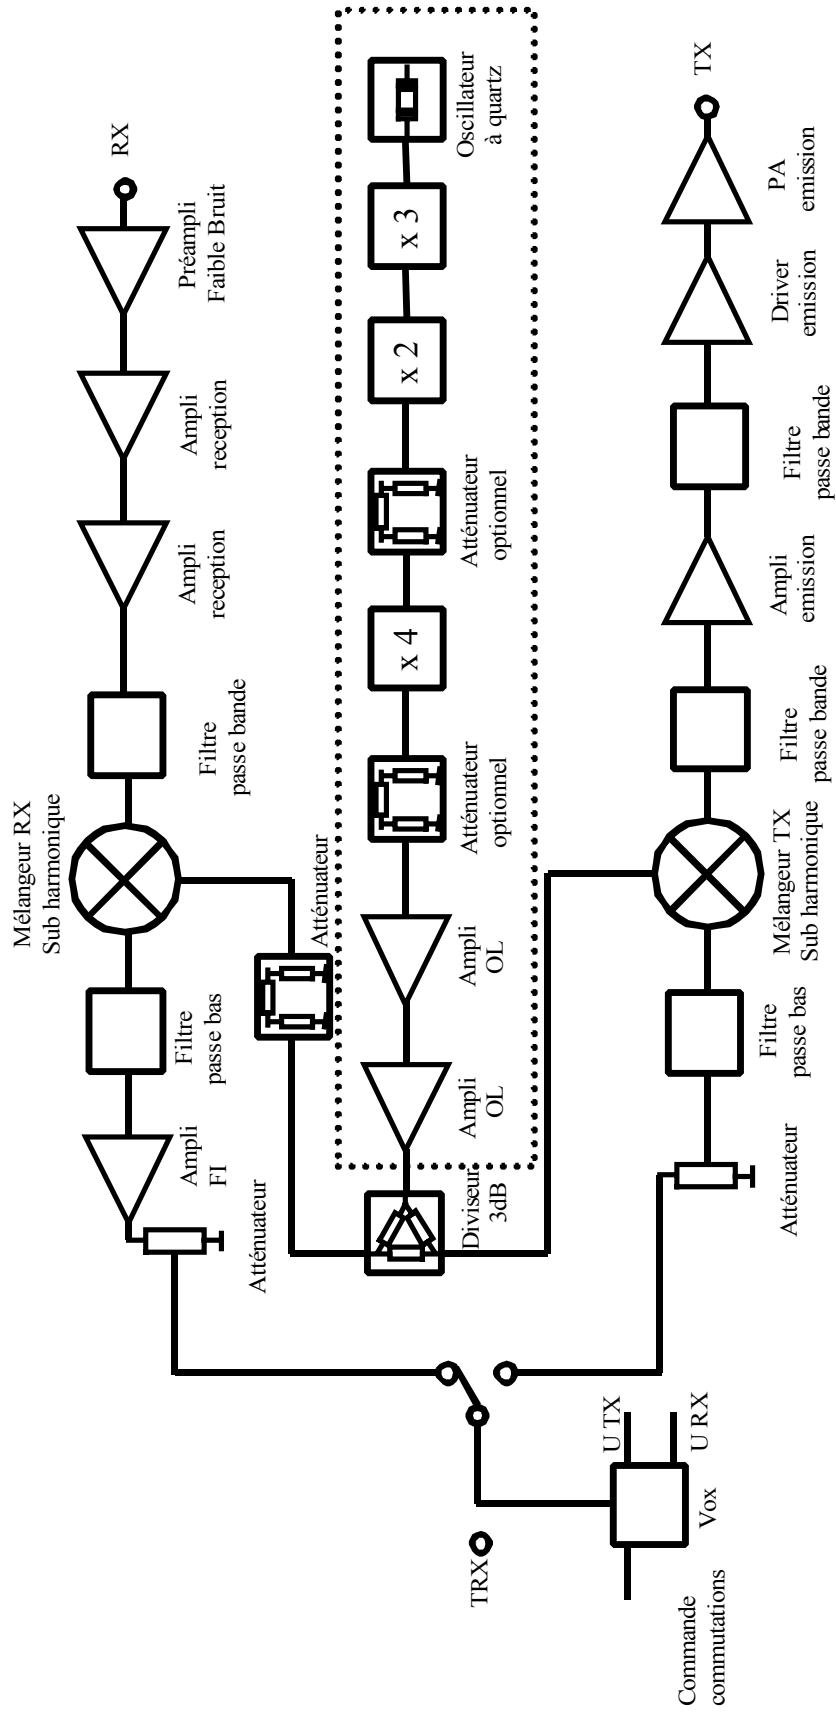 RX
Préampli
Faible Bruit
Ampli
reception
Ampli
reception
Filtre
passe bande
Mélangeur RX
Sub harmonique
Filtre
passe bas
Ampli
FI
Atténuateur
Atténuateur
Oscillateur
à quartz
x 3
x 2
Atténuateur
optionnel
x 4
Atténuateur
optionnel
Ampli
OL
Ampli
OL
Diviseur
3dB
TX
PA
emission
Driver
emission
Filtre
passe bande
Ampli
emission
Filtre
passe bande
Mélangeur TX
Sub harmonique
Filtre
passe bas
Atténuateur
TRX
U TX
U RX
Vox
Commande
commutations